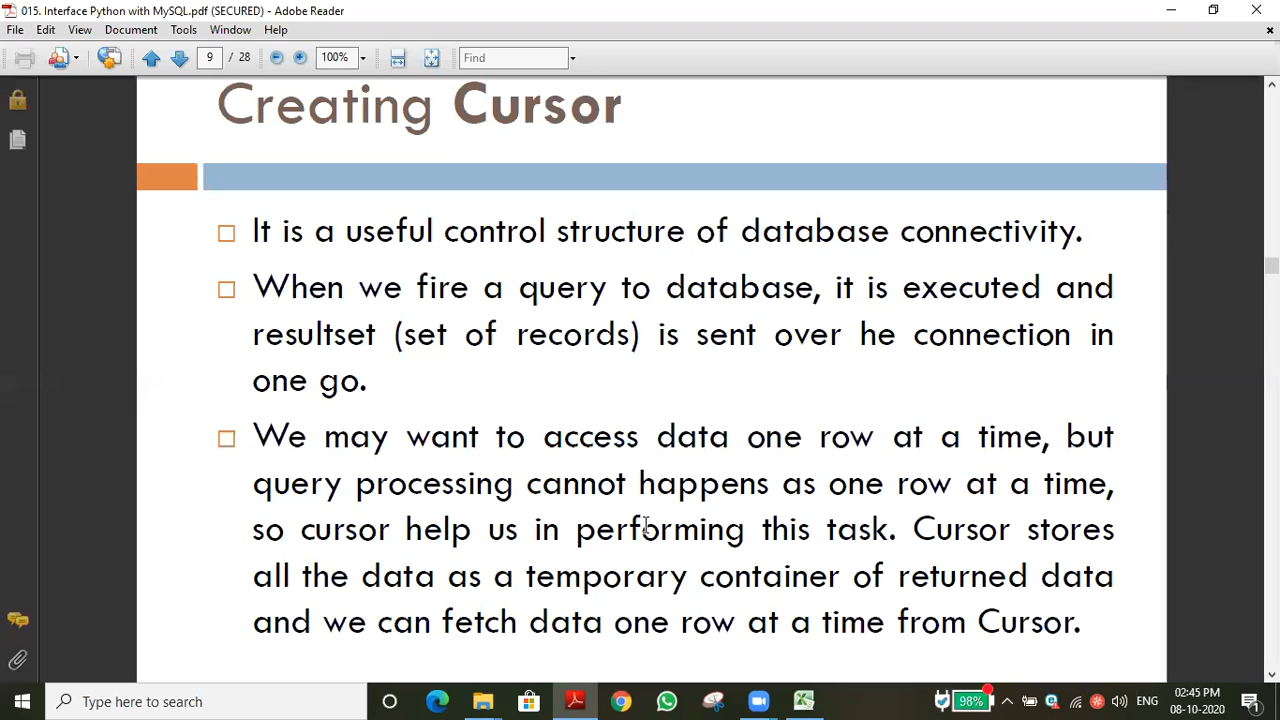 015. Interface Python with MySQL.pdf (SECURED) - Adobe Reader
File Edit View Document Tools Window Help
9 / 28 100% Find
Creating Cursor
It is a useful control structure of database connectivity.
When we fire a query to database, it is executed and
resultset (set of records) is sent over he connection in
one go.
We may want to access data one row at a time, but
query processing cannot happens as one row at a time,
so cursor help us in performing this task. Cursor stores
all the data as a temporary container of returned data
and we can fetch data one row at a time from Cursor.
Type here to search
98%
ENG
02:45 PM
08-10-2020
1